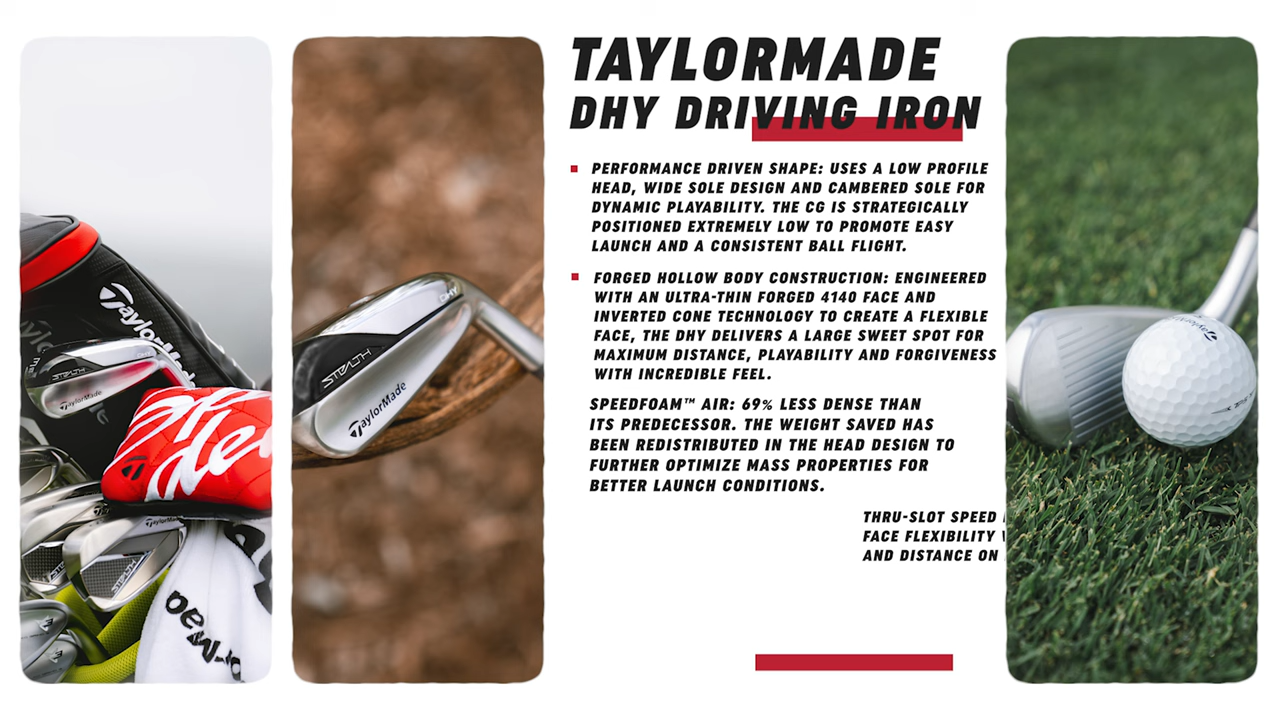 TAYLORMADE
DHY DRIVING IRON
PERFORMANCE DRIVEN SHAPE: USES A LOW PROFILE
HEAD, WIDE SOLE DESIGN AND CAMBERED SOLE FOR
DYNAMIC PLAYABILITY. THE CG IS STRATEGICALLY
POSITIONED EXTREMELY LOW TO PROMOTE EASY
LAUNCH AND A CONSISTENT BALL FLIGHT.
FORGED HOLLOW BODY CONSTRUCTION: ENGINEERED
WITH AN ULTRA-THIN FORGED 4140 FACE AND
INVERTED CONE TECHNOLOGY TO CREATE A FLEXIBLE
FACE, THE DHY DELIVERS A LARGE SWEET SPOT FOR
MAXIMUM DISTANCE, PLAYABILITY AND FORGIVENESS
WITH INCREDIBLE FEEL.
SPEEDFOAM™ AIR: 69% LESS DENSE THAN
ITS PREDECESSOR. THE WEIGHT SAVED HAS
BEEN REDISTRIBUTED IN THE HEAD DESIGN TO
FURTHER OPTIMIZE MASS PROPERTIES FOR
BETTER LAUNCH CONDITIONS.
THRU-SLOT SPEED
FACE FLEXIBILITY
AND DISTANCE ON
TaylorMade
STEALTH
TaylorMade
STEALTH
DHY
STEALTH
TaylorMade
TaylorMade